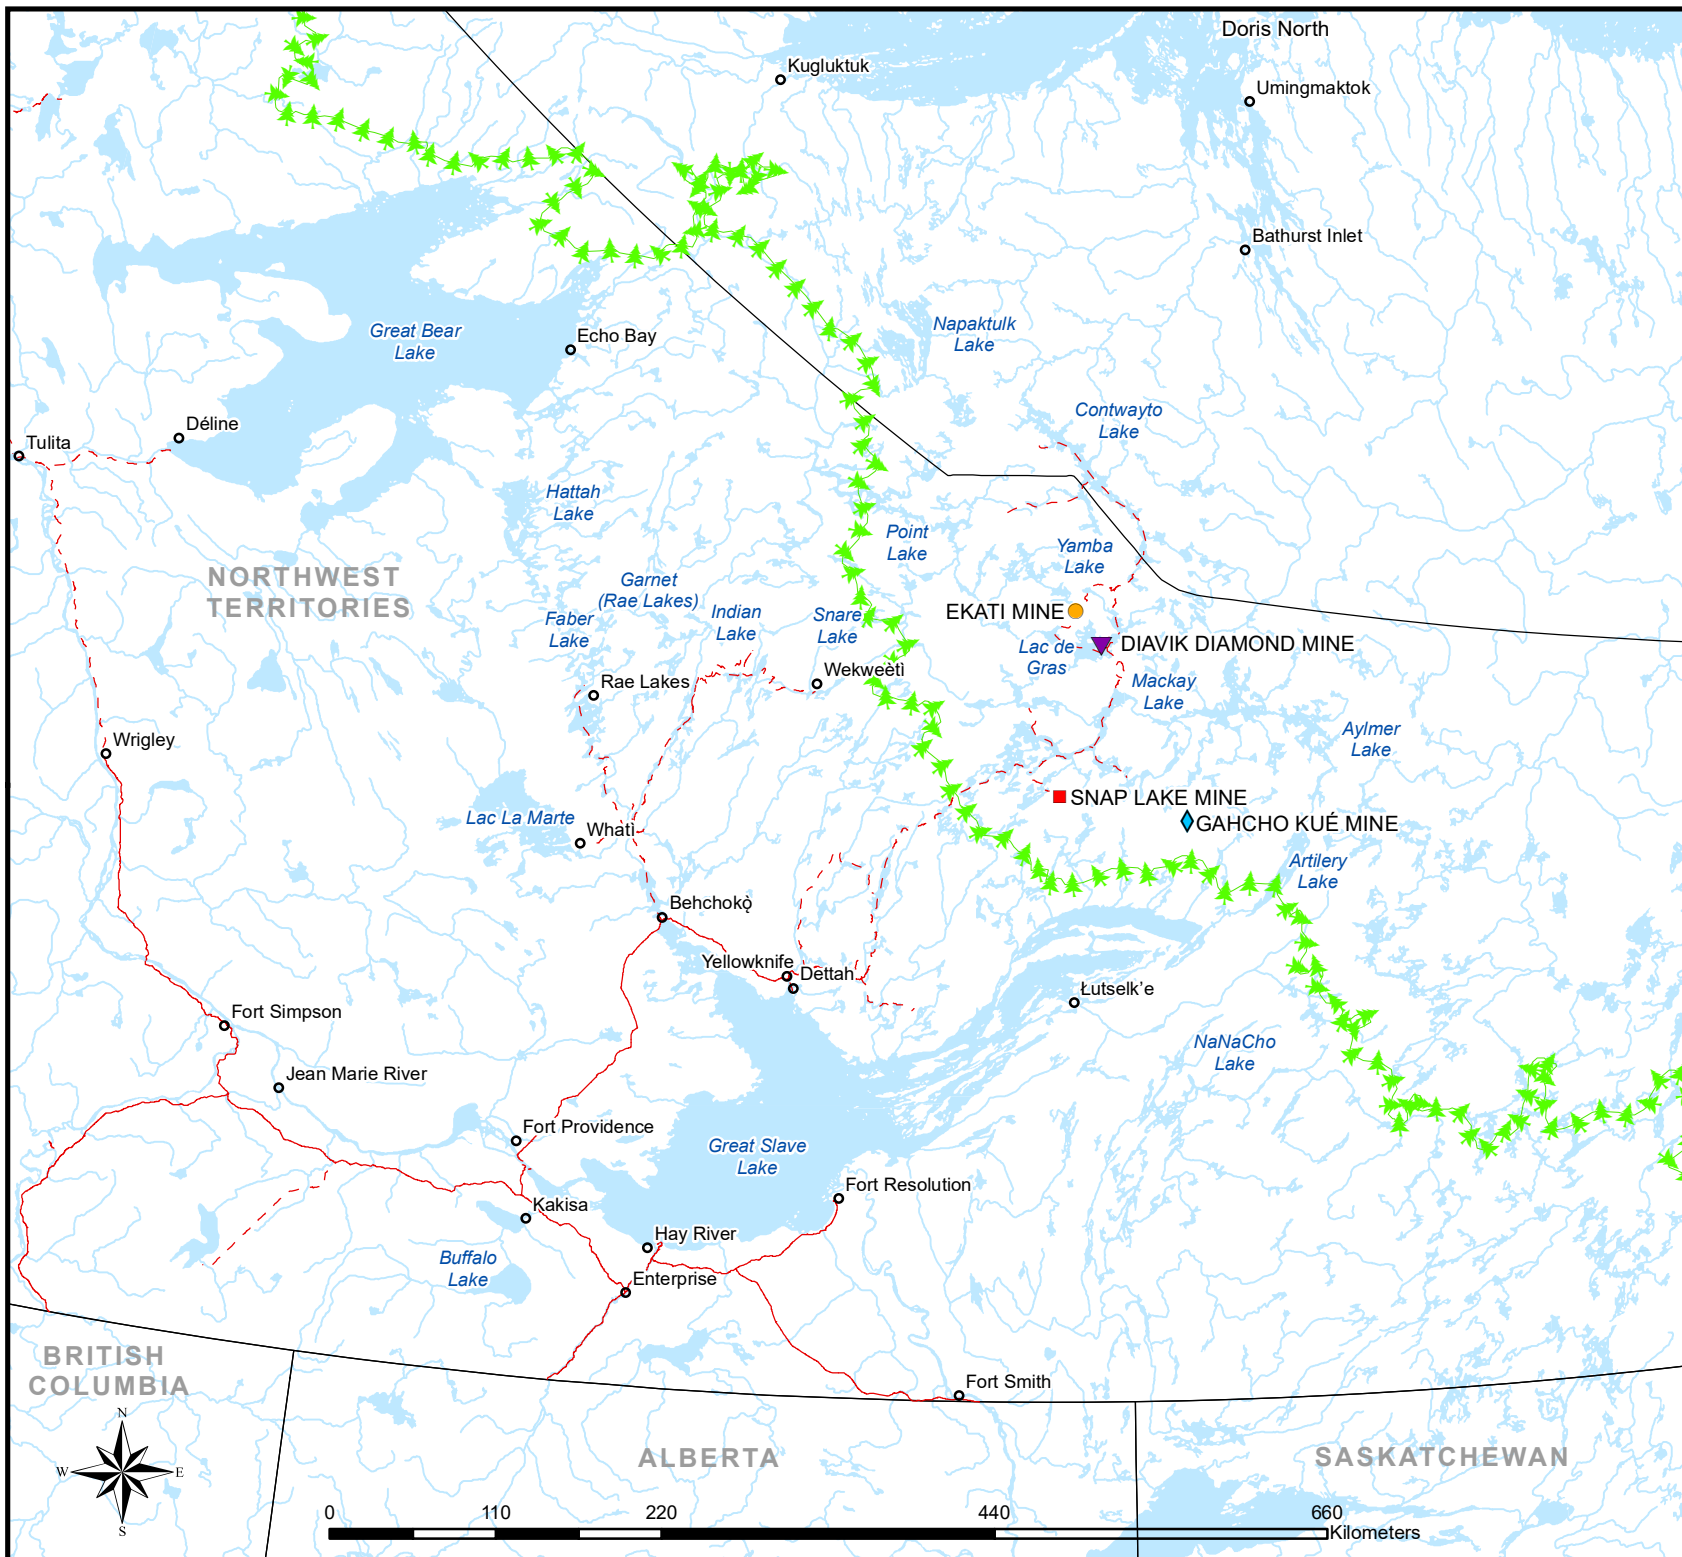 Doris North
Kugluktuk
Umingmaktok
Bathurst Inlet
Great Bear
Lake
Echo Bay
Napaktulk
Lake
Contwayto
Lake
Déline
Tulita
Hattah
Lake
Point
Lake
Yamba
Lake
NORTHWEST
TERRITORIES
Garnet
(Rae Lakes)
Faber
Lake
Indian
Lake
Snare
Lake
EKATI MINE
Lac de
Gras
DIAVIK DIAMOND MINE
Wekweètì
Rae Lakes
Mackay
Lake
Aylmer
Lake
Wrigley
SNAP LAKE MINE
GAHCHO KUÉ MINE
Lac La Marte
Whatì
Artilery
Lake
Behchokǫ̀
Yellowknife
Dettah
Łutselk'e
Fort Simpson
NaNaCho
Lake
Jean Marie River
Fort Providence
Great Slave
Lake
Fort Resolution
Kakisa
Hay River
Buffalo
Lake
Enterprise
BRITISH
COLUMBIA
Fort Smith
ALBERTA
SASKATCHEWAN
N
W E
S
0 110 220 440 660
Kilometers